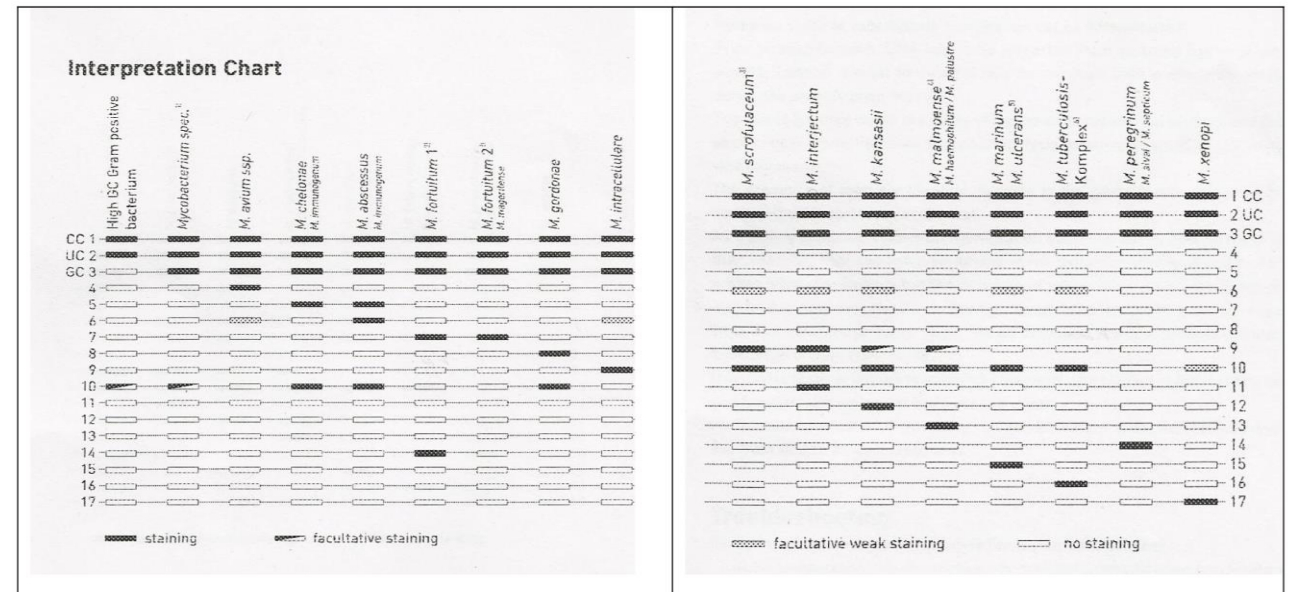 Interpretation Chart
High GC Gram positive
bacterium
Mycobacterium spec. 1)
M. avium ssp.
M. chelonae
M. immunogenum
M. abscessus
M. immunogenum
M. fortuitum 1 2)
M. fortuitum 2
M. mageritense
M. gordonae
M. intracellulare
CC 1
UC 2
GC 3
4
5
6
7
8
9
10
11
12
13
14
15
16
17
staining
facultative staining
M. scrofulaceum
M. interjectum
M. kansasii
M. malmoense
M. haemophilum / M. palustre
M. marinum
M. ulcerans
M. tuberculosis-
Komplex
M. peregrinum
M. alvei / M. septicum
M. xenopi
1 CC
2 UC
3 GC
4
5
6
7
8
9
10
11
12
13
14
15
16
17
facultative weak staining
no staining